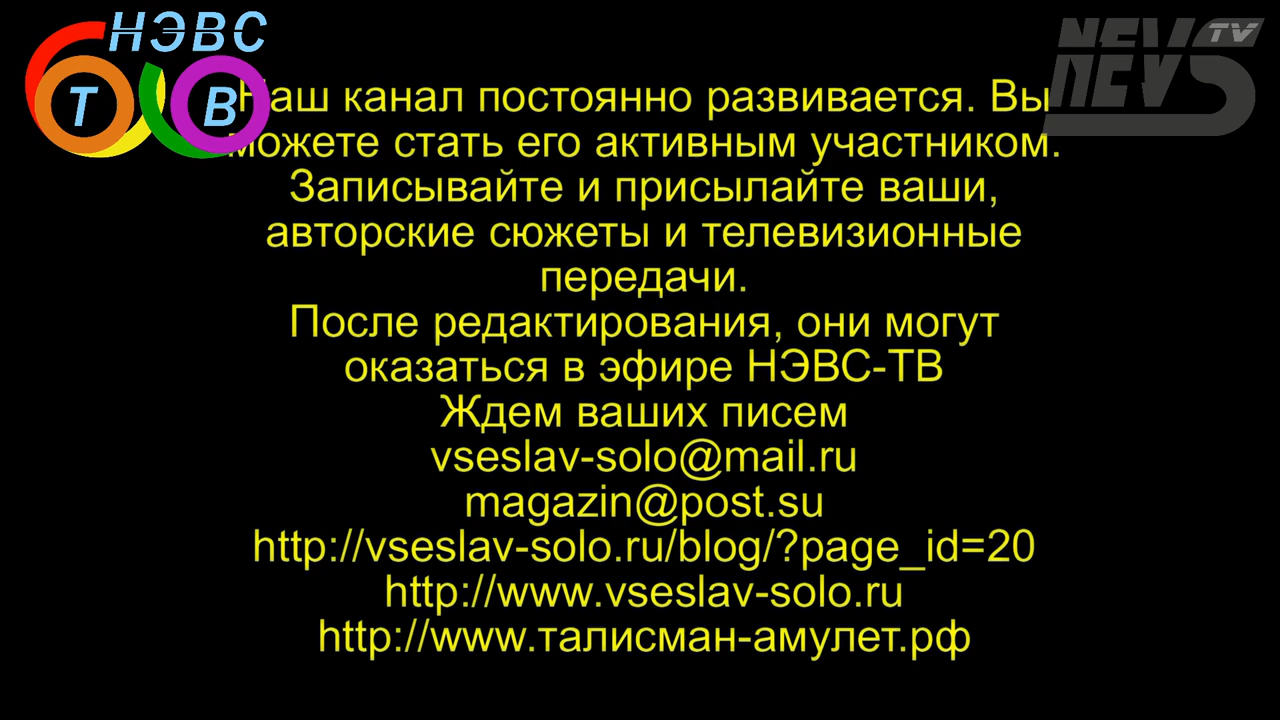 НЭВС
Т В
NEVS TV
NEVS
Наш канал постоянно развивается. Вы
можете стать его активным участником.
Записывайте и присылайте ваши,
авторские сюжеты и телевизионные
передачи.
После редактирования, они могут
оказаться в эфире НЭВС-ТВ
Ждем ваших писем
vseslav-solo@mail.ru
magazin@post.su
http://vseslav-solo.ru/blog/?page_id=20
http://www.vseslav-solo.ru
http://www.талисман-амулет.рф